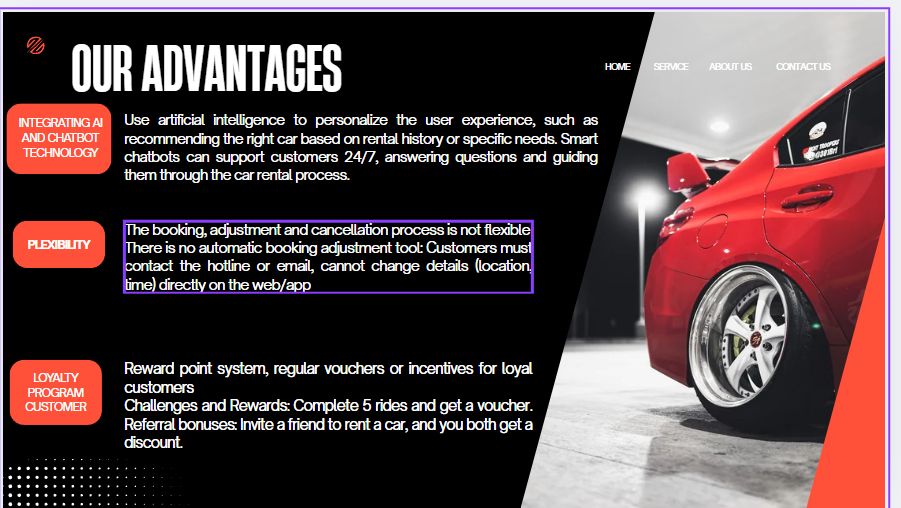 OUR ADVANTAGES
HOME
SERVICE
ABOUT US
CONTACT US
INTEGRATING AI
AND CHATBOT
TECHNOLOGY
Use artificial intelligence to personalize the user experience, such as
recommending the right car based on rental history or specific needs. Smart
chatbots can support customers 24/7, answering questions and guiding
them through the car rental process.
PLEXIBILITY
The booking, adjustment and cancellation process is not flexible
There is no automatic booking adjustment tool: Customers must
contact the hotline or email, cannot change details (location,
time) directly on the web/app
LOYALTY
PROGRAM
CUSTOMER
Reward point system, regular vouchers or incentives for loyal
customers
Challenges and Rewards: Complete 5 rides and get a voucher.
Referral bonuses: Invite a friend to rent a car, and you both get a
discount.